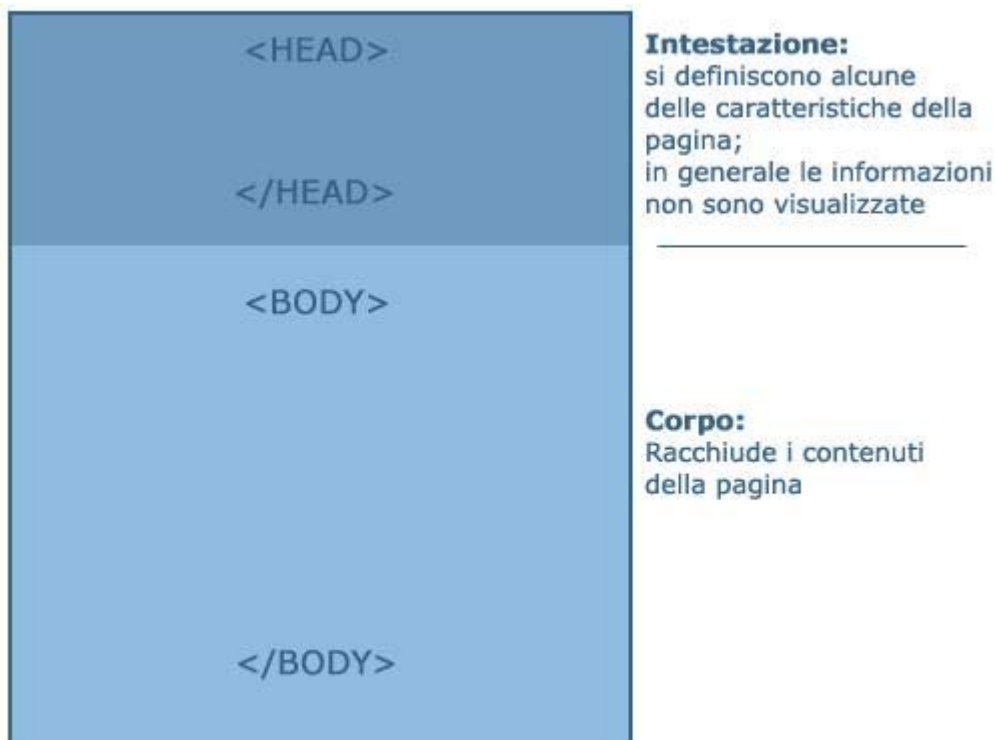 <HEAD>
</HEAD>
Intestazione:
si definiscono alcune
delle caratteristiche della
pagina;
in generale le informazioni
non sono visualizzate
<BODY>
Corpo:
Racchiude i contenuti
della pagina
</BODY>